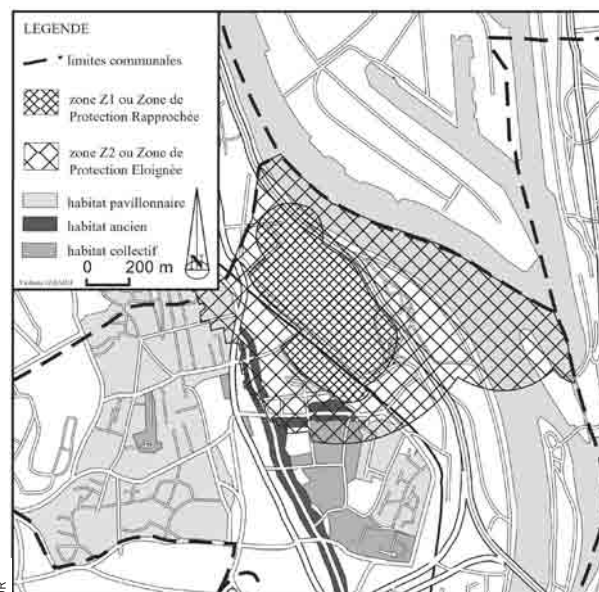 LEGENDE
limites communales
zone Z1 ou Zone de
Protection Rapprochée
zone Z2 ou Zone de
Protection Eloignée
habitat pavillonnaire
habitat ancien
habitat collectif
N
0 200 m